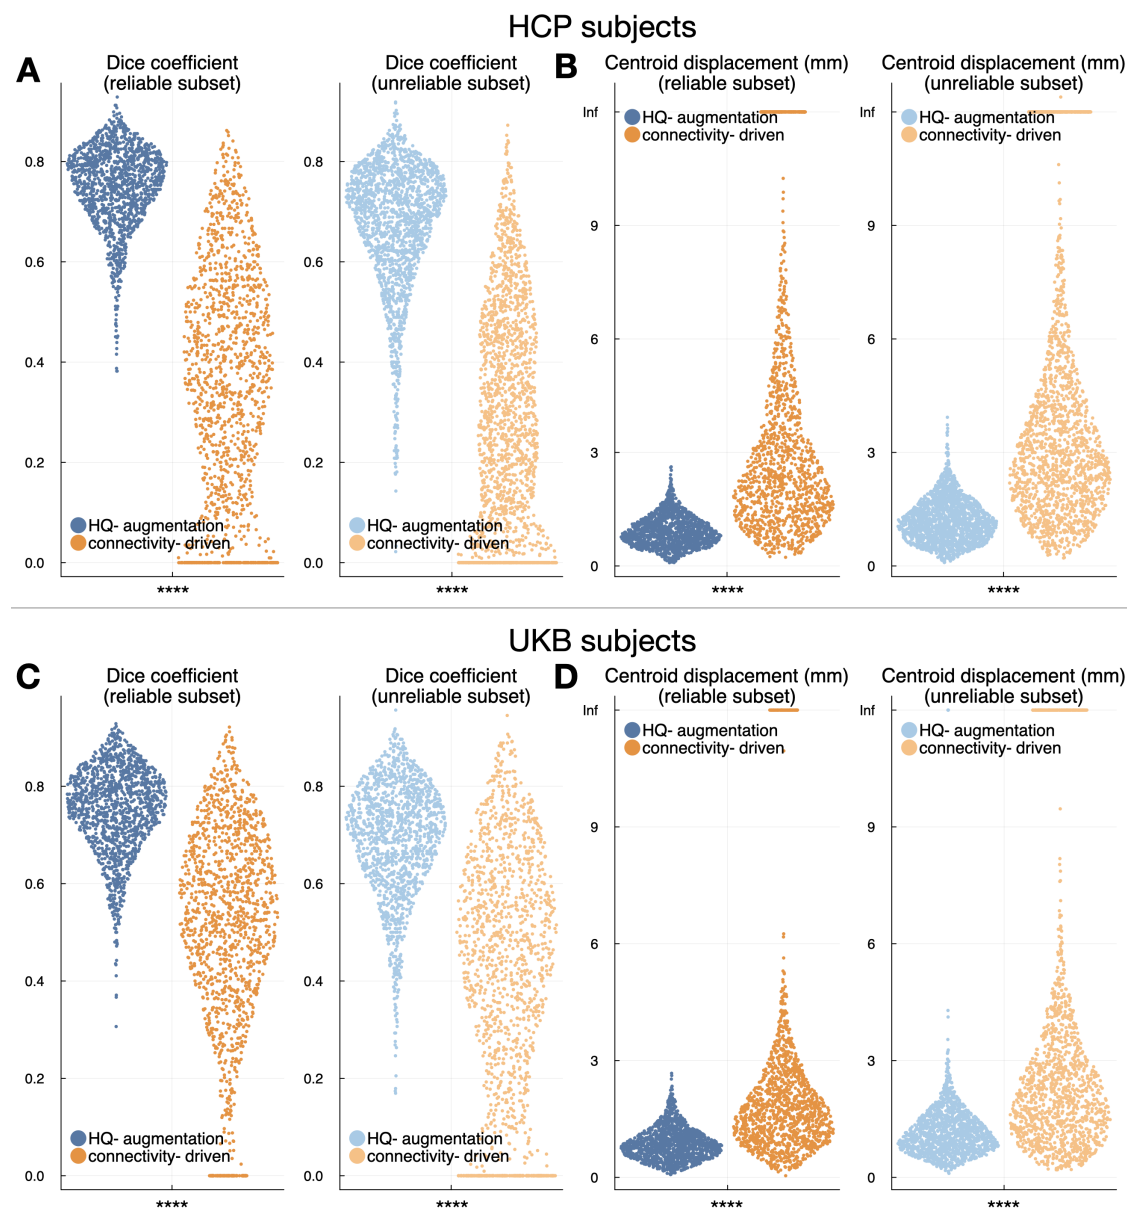 HCP subjects
A
Dice coefficient
(reliable subset)
0.8
0.6
0.4
0.2
0.0
HQ- augmentation
connectivity- driven
****
Dice coefficient
(unreliable subset)
0.8
0.6
0.4
0.2
0.0
HQ- augmentation
connectivity- driven
****
B
Centroid displacement (mm)
(reliable subset)
Inf
9
6
3
0
HQ- augmentation
connectivity- driven
****
Centroid displacement (mm)
(unreliable subset)
Inf
9
6
3
0
HQ- augmentation
connectivity- driven
****
UKB subjects
C
Dice coefficient
(reliable subset)
0.8
0.6
0.4
0.2
0.0
HQ- augmentation
connectivity- driven
****
Dice coefficient
(unreliable subset)
0.8
0.6
0.4
0.2
0.0
HQ- augmentation
connectivity- driven
****
D
Centroid displacement (mm)
(reliable subset)
Inf
9
6
3
0
HQ- augmentation
connectivity- driven
****
Centroid displacement (mm)
(unreliable subset)
Inf
9
6
3
0
HQ- augmentation
connectivity- driven
****